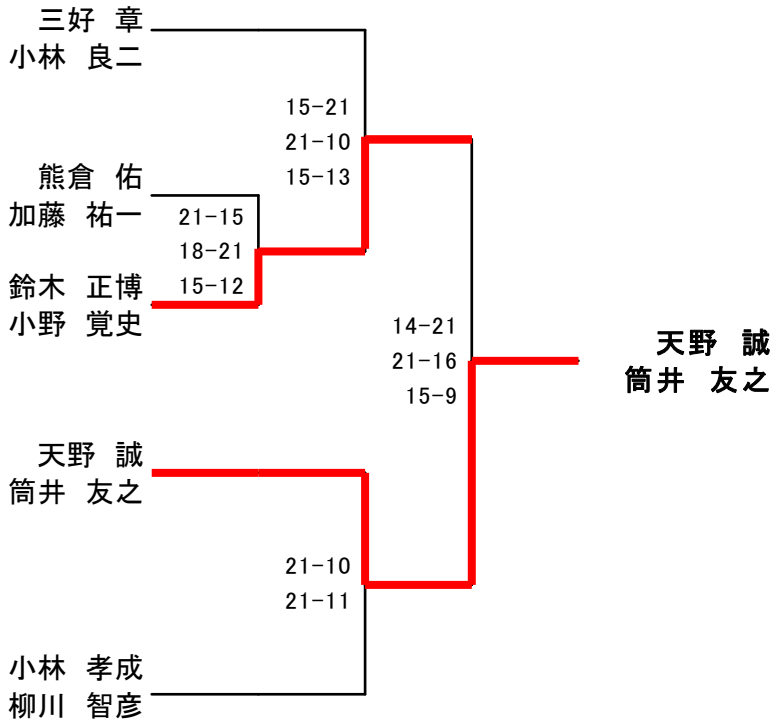 三好 章
小林 良二
15-21
21-10
15-13
熊倉 佑
加藤 祐一
21-15
18-21
15-12
鈴木 正博
小野 覚史
14-21
21-16
15-9
天野 誠
筒井 友之
天野 誠
筒井 友之
21-10
21-11
小林 孝成
柳川 智彦